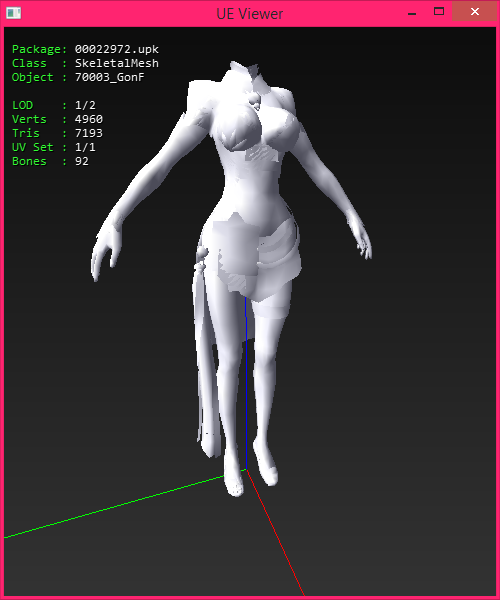 UE Viewer
Package: 00022972.upk
Class : SkeletalMesh
Object : 70003_GonF
LOD : 1/2
Verts : 4960
Tris : 7193
UV Set : 1/1
Bones : 92